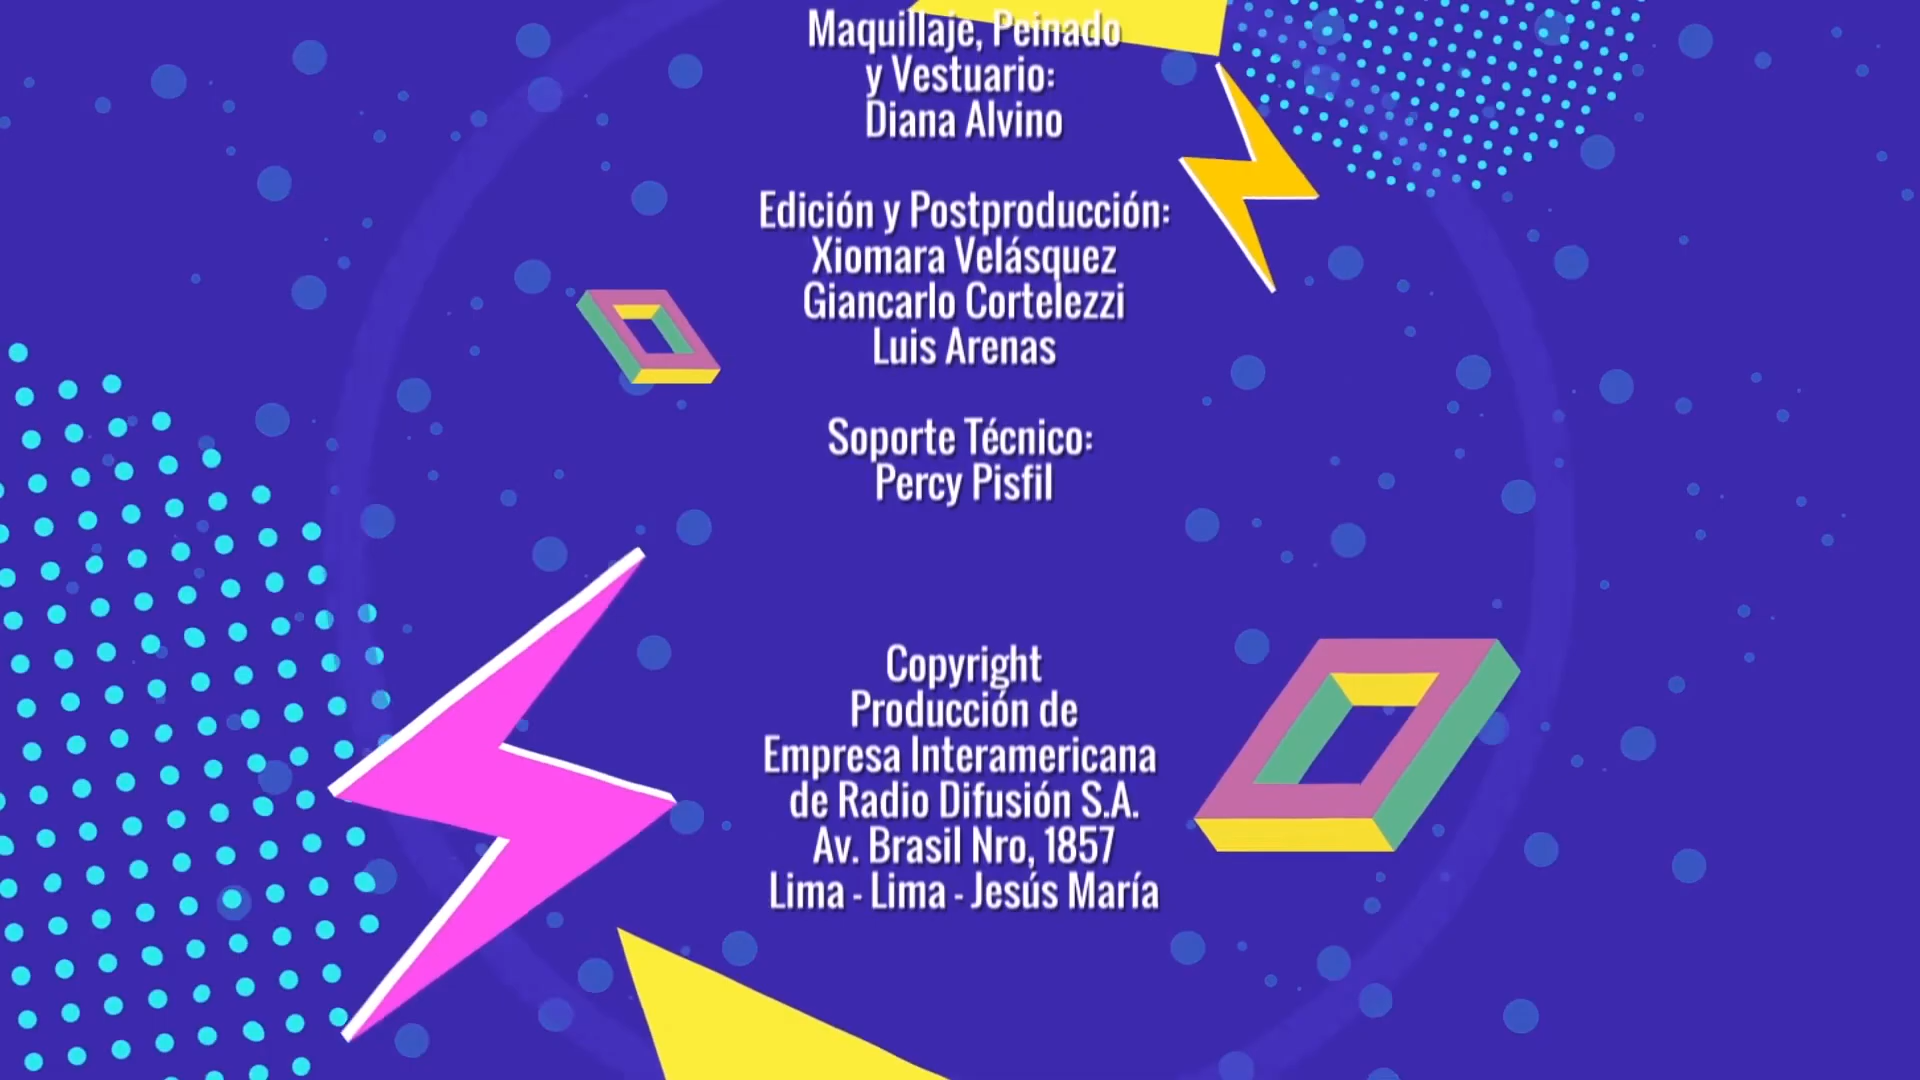 Maquillaje, Peinado
y Vestuario:
Diana Alvino
Edición y Postproducción:
Xiomara Velásquez
Giancarlo Cortelezzi
Luis Arenas
Soporte Técnico:
Percy Pisfil
Copyright
Producción de
Empresa Interamericana
de Radio Difusión S.A.
Av. Brasil Nro, 1857
Lima - Lima - Jesús María